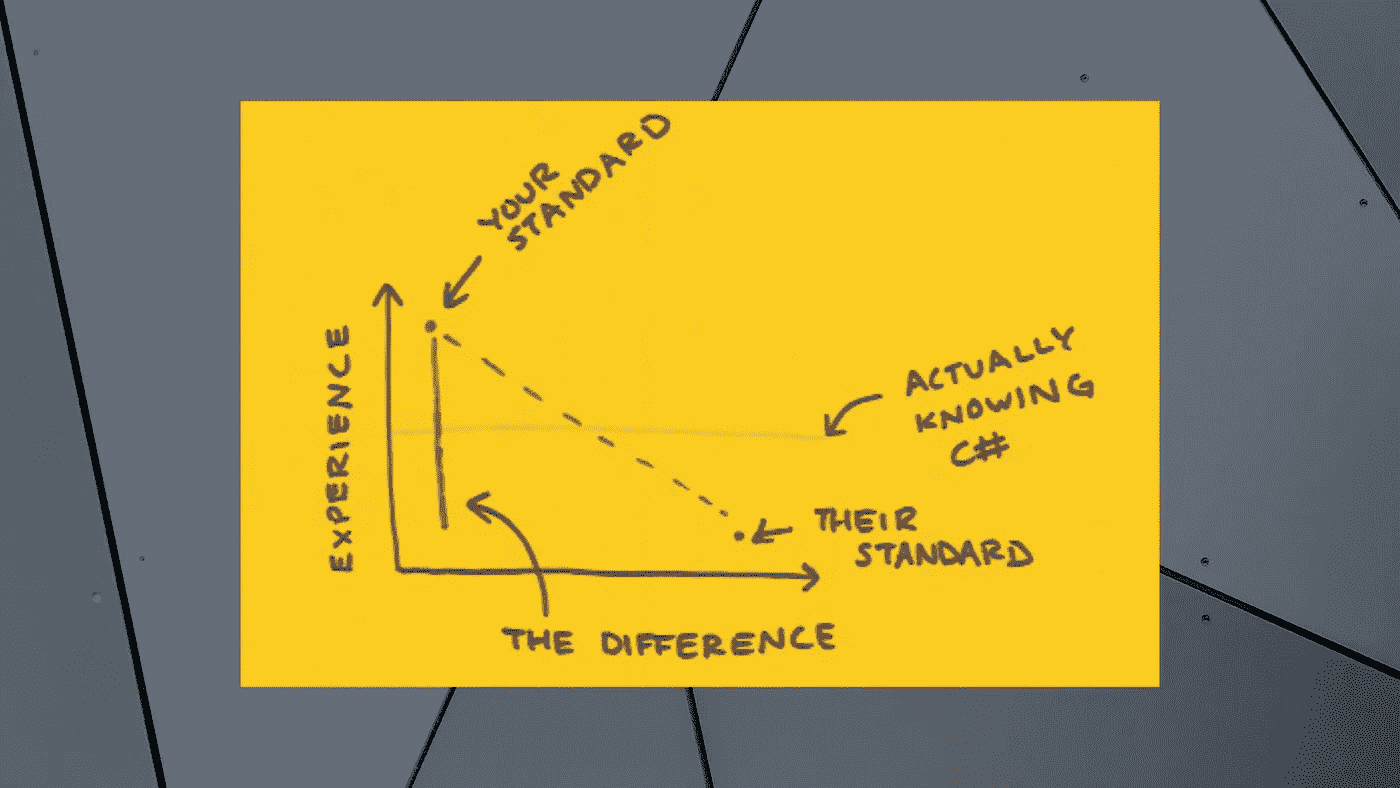 YOUR
STANDARD
EXPERIENCE
ACTUALLY
KNOWING
C#
THEIR
STANDARD
THE DIFFERENCE